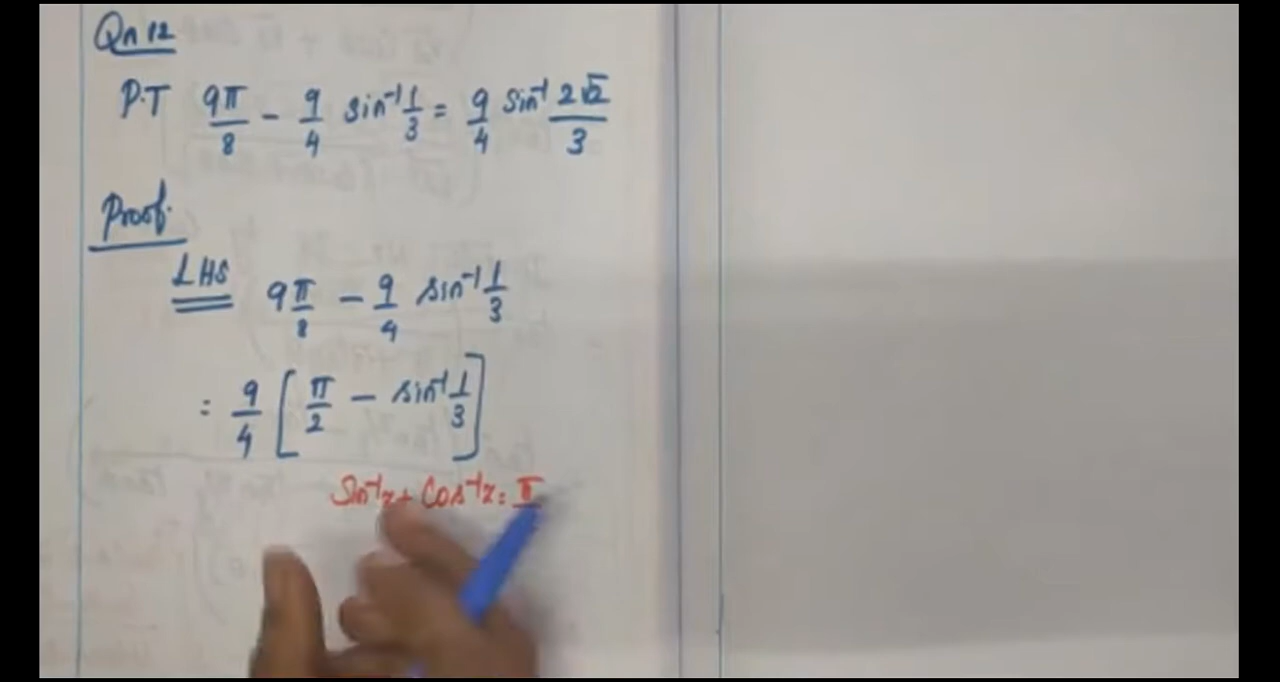 Qn 12
P.T 9π/8 - 9/4 sin⁻¹ 1/3 = 9/4 sin⁻¹ 2√2/3
Proof.
LHS 9π/8 - 9/4 sin⁻¹ 1/3
= 9/4 [π/2 - sin⁻¹ 1/3]
Sin⁻¹x + Cos⁻¹x = π